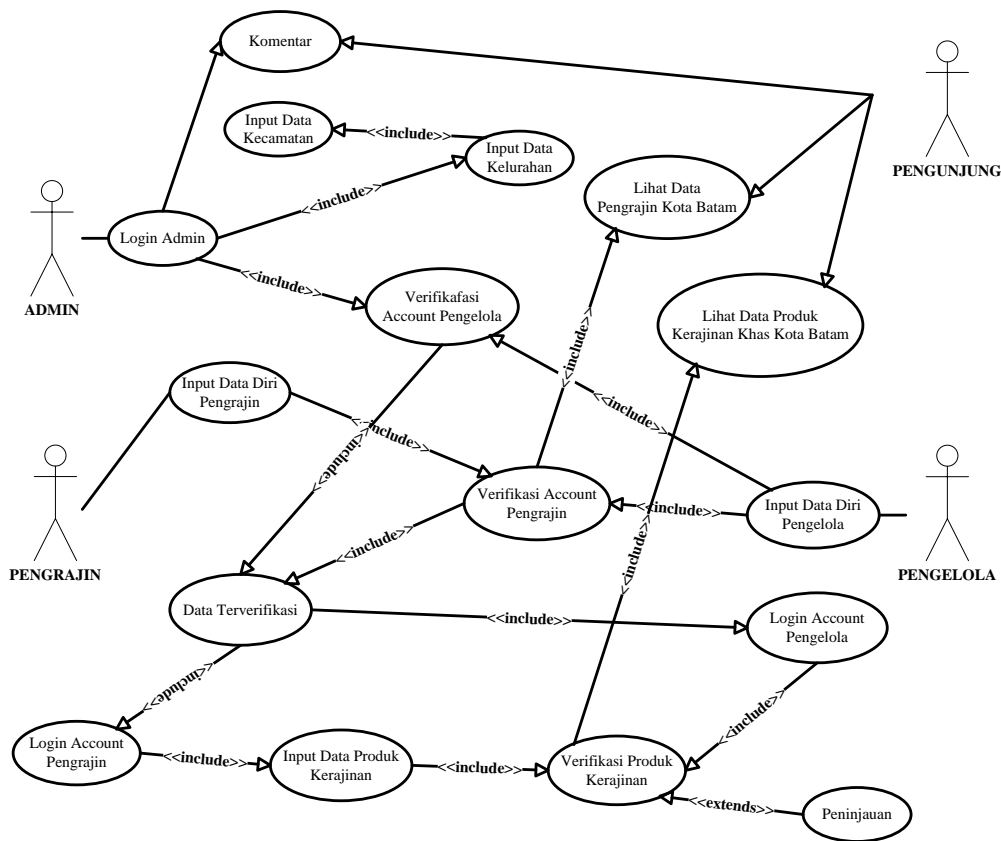 Komentar
Input Data
Kecamatan
<<include>>
Input Data
Kelurahan
PENGUNJUNG
<<include>>
Lihat Data
Pengrajin Kota Batam
Login Admin
ADMIN
<<include>>
Verifikafasi
Account Pengelola
Lihat Data Produk
Kerajinan Khas Kota Batam
<<include>>
Input Data Diri
Pengrajin
<<include>>
<<include>>
<<include>>
Verifikasi Account
Pengrajin
<<include>>
Input Data Diri
Pengelola
PENGRAJIN
PENGELOLA
<<include>>
<<include>>
Data Terverifikasi
<<include>>
Login Account
Pengelola
<<include>>
<<include>>
Login Account
Pengrajin
<<include>>
Input Data Produk
Kerajinan
<<include>>
Verifikasi Produk
Kerajinan
<<extends>>
Peninjauan